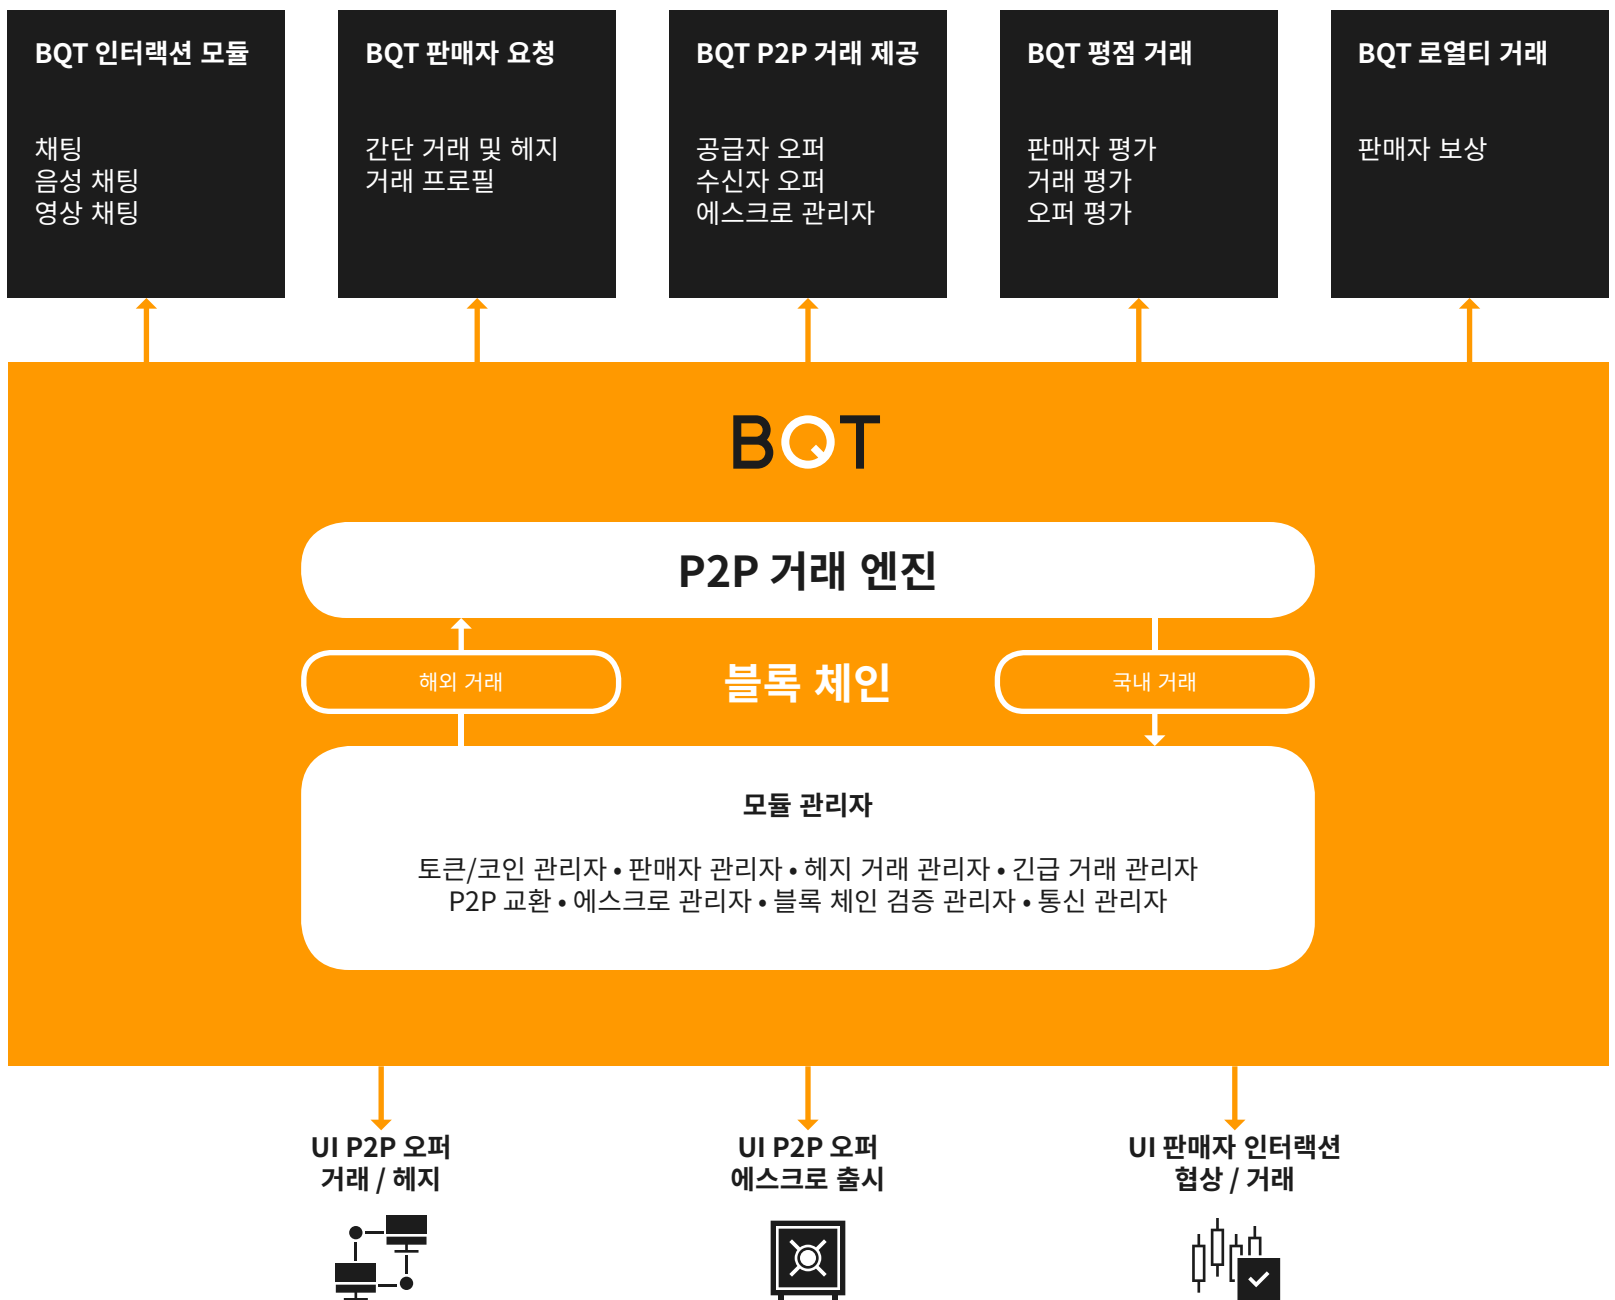 BQT 인터랙션 모듈
채팅
음성 채팅
영상 채팅
BQT 판매자 요청
간단 거래 및 헤지
거래 프로필
BQT P2P 거래 제공
공급자 오퍼
수신자 오퍼
에스크로 관리자
BQT 평점 거래
판매자 평가
거래 평가
오퍼 평가
BQT 로열티 거래
판매자 보상
BQT
P2P 거래 엔진
해외 거래
블록 체인
국내 거래
모듈 관리자
토큰/코인 관리자 • 판매자 관리자 • 헤지 거래 관리자 • 긴급 거래 관리자
P2P 교환 • 에스크로 관리자 • 블록 체인 검증 관리자 • 통신 관리자
UI P2P 오퍼
거래 / 헤지
UI P2P 오퍼
에스크로 출시
UI 판매자 인터랙션
협상 / 거래